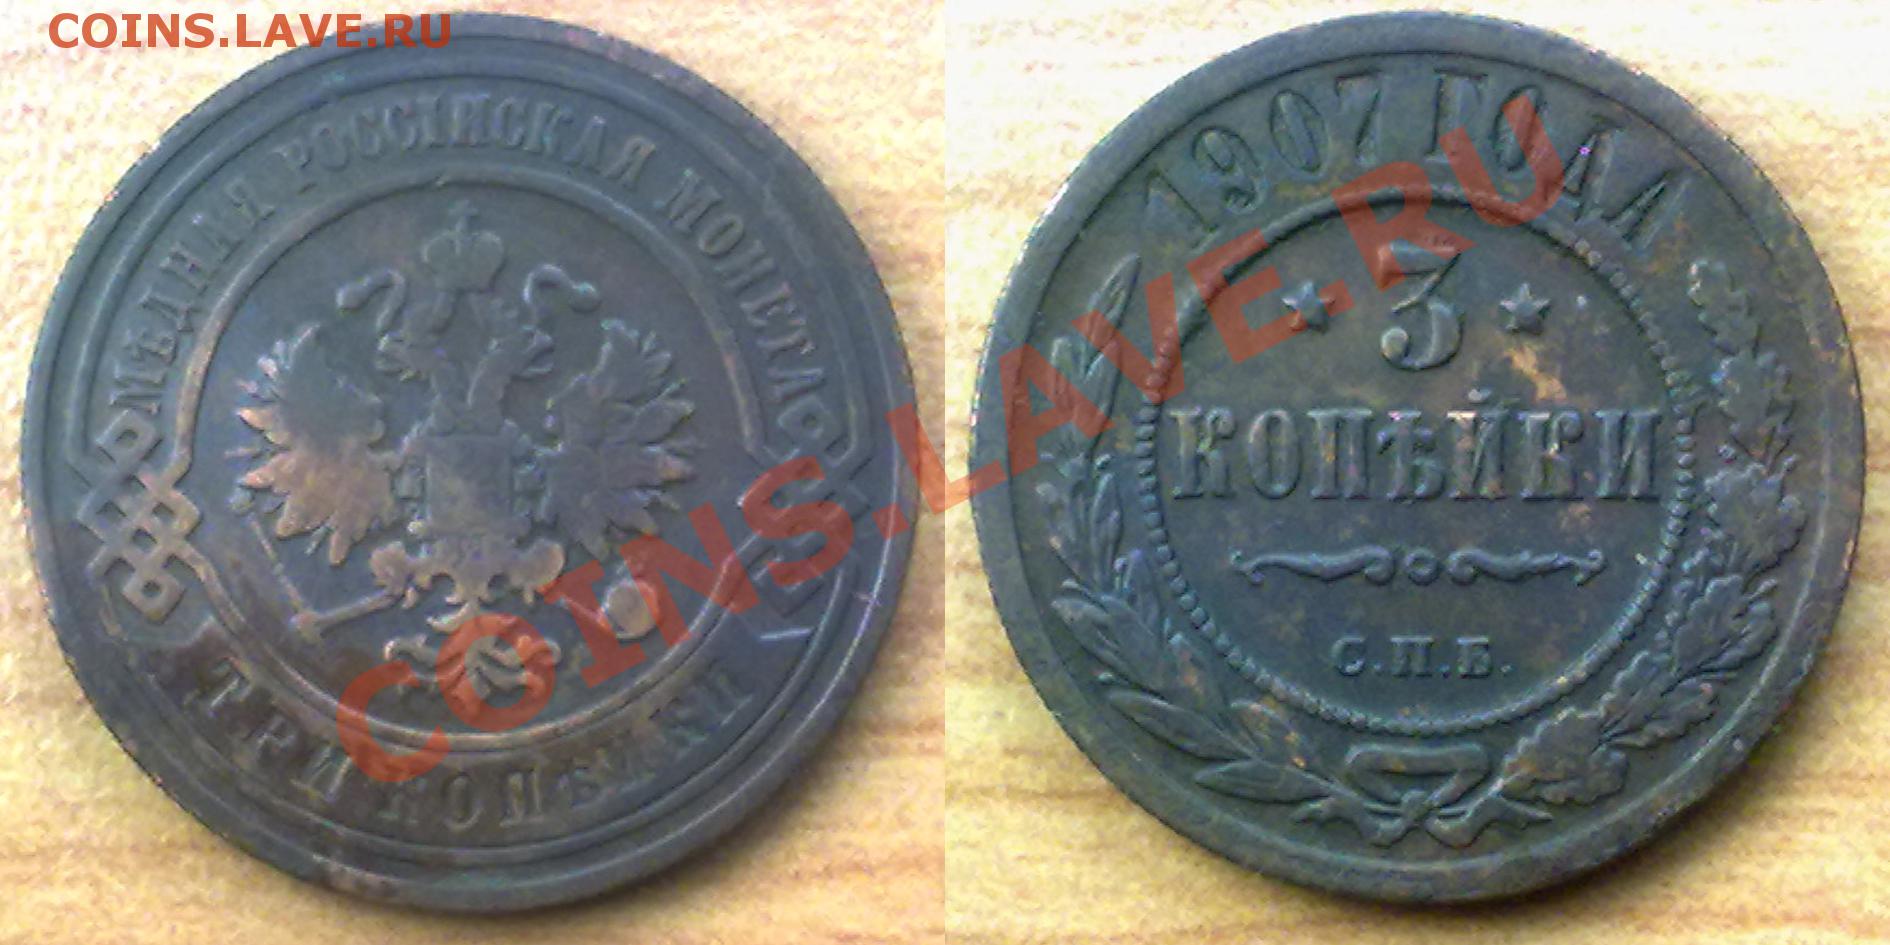 COINS.LAVE.RU
МѢДНАЯ РОССІЙСКАЯ МОНЕТА
ТРИ КОПѢЙКИ
1907 ГОДА
3
КОПѢЙКИ
С.П.Б.
COINS.LAVE.RU